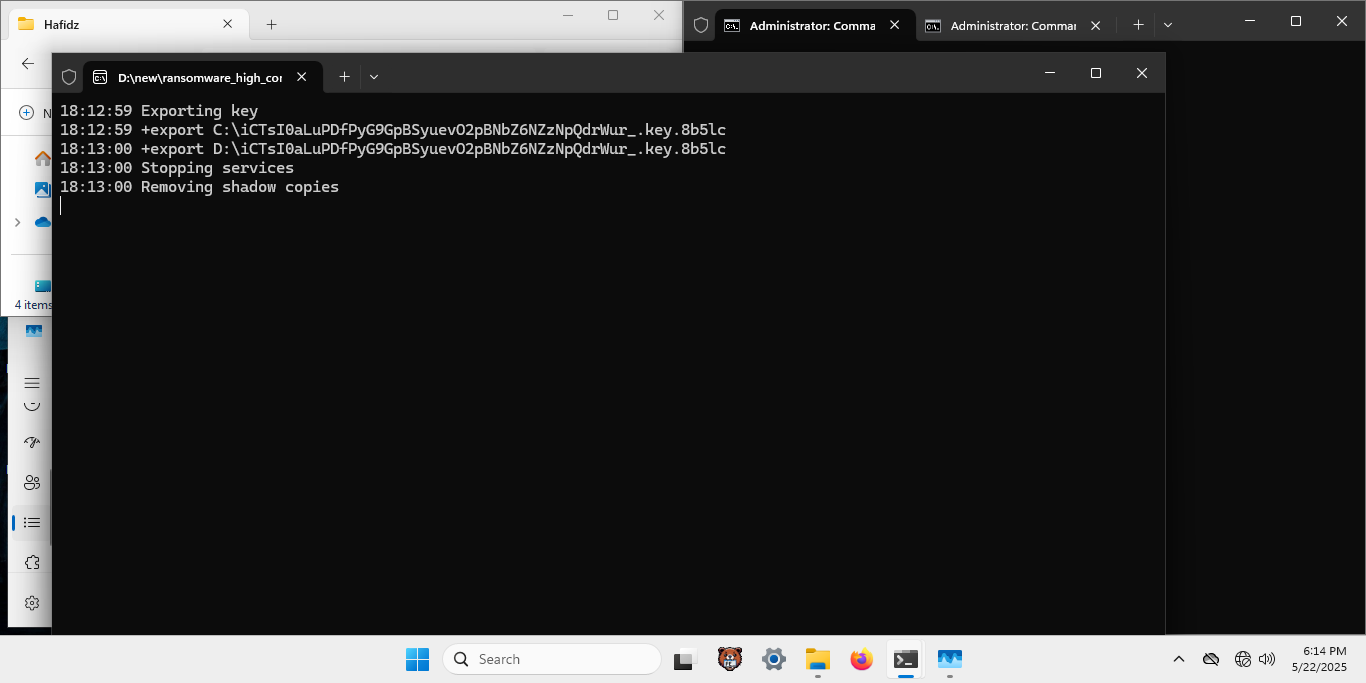 Hafidz
Administrator: Comma
Administrator: Commar
D:\new\ransomware_high_cor
18:12:59 Exporting key
18:12:59 +export C:\iCTsI0aLuPDfPyG9GpBSyuevO2pBNbZ6NZzNpQdrWur_.key.8b5lc
18:13:00 +export D:\iCTsI0aLuPDfPyG9GpBSyuevO2pBNbZ6NZzNpQdrWur_.key.8b5lc
18:13:00 Stopping services
18:13:00 Removing shadow copies
N
4 items
Search
6:14 PM
5/22/2025